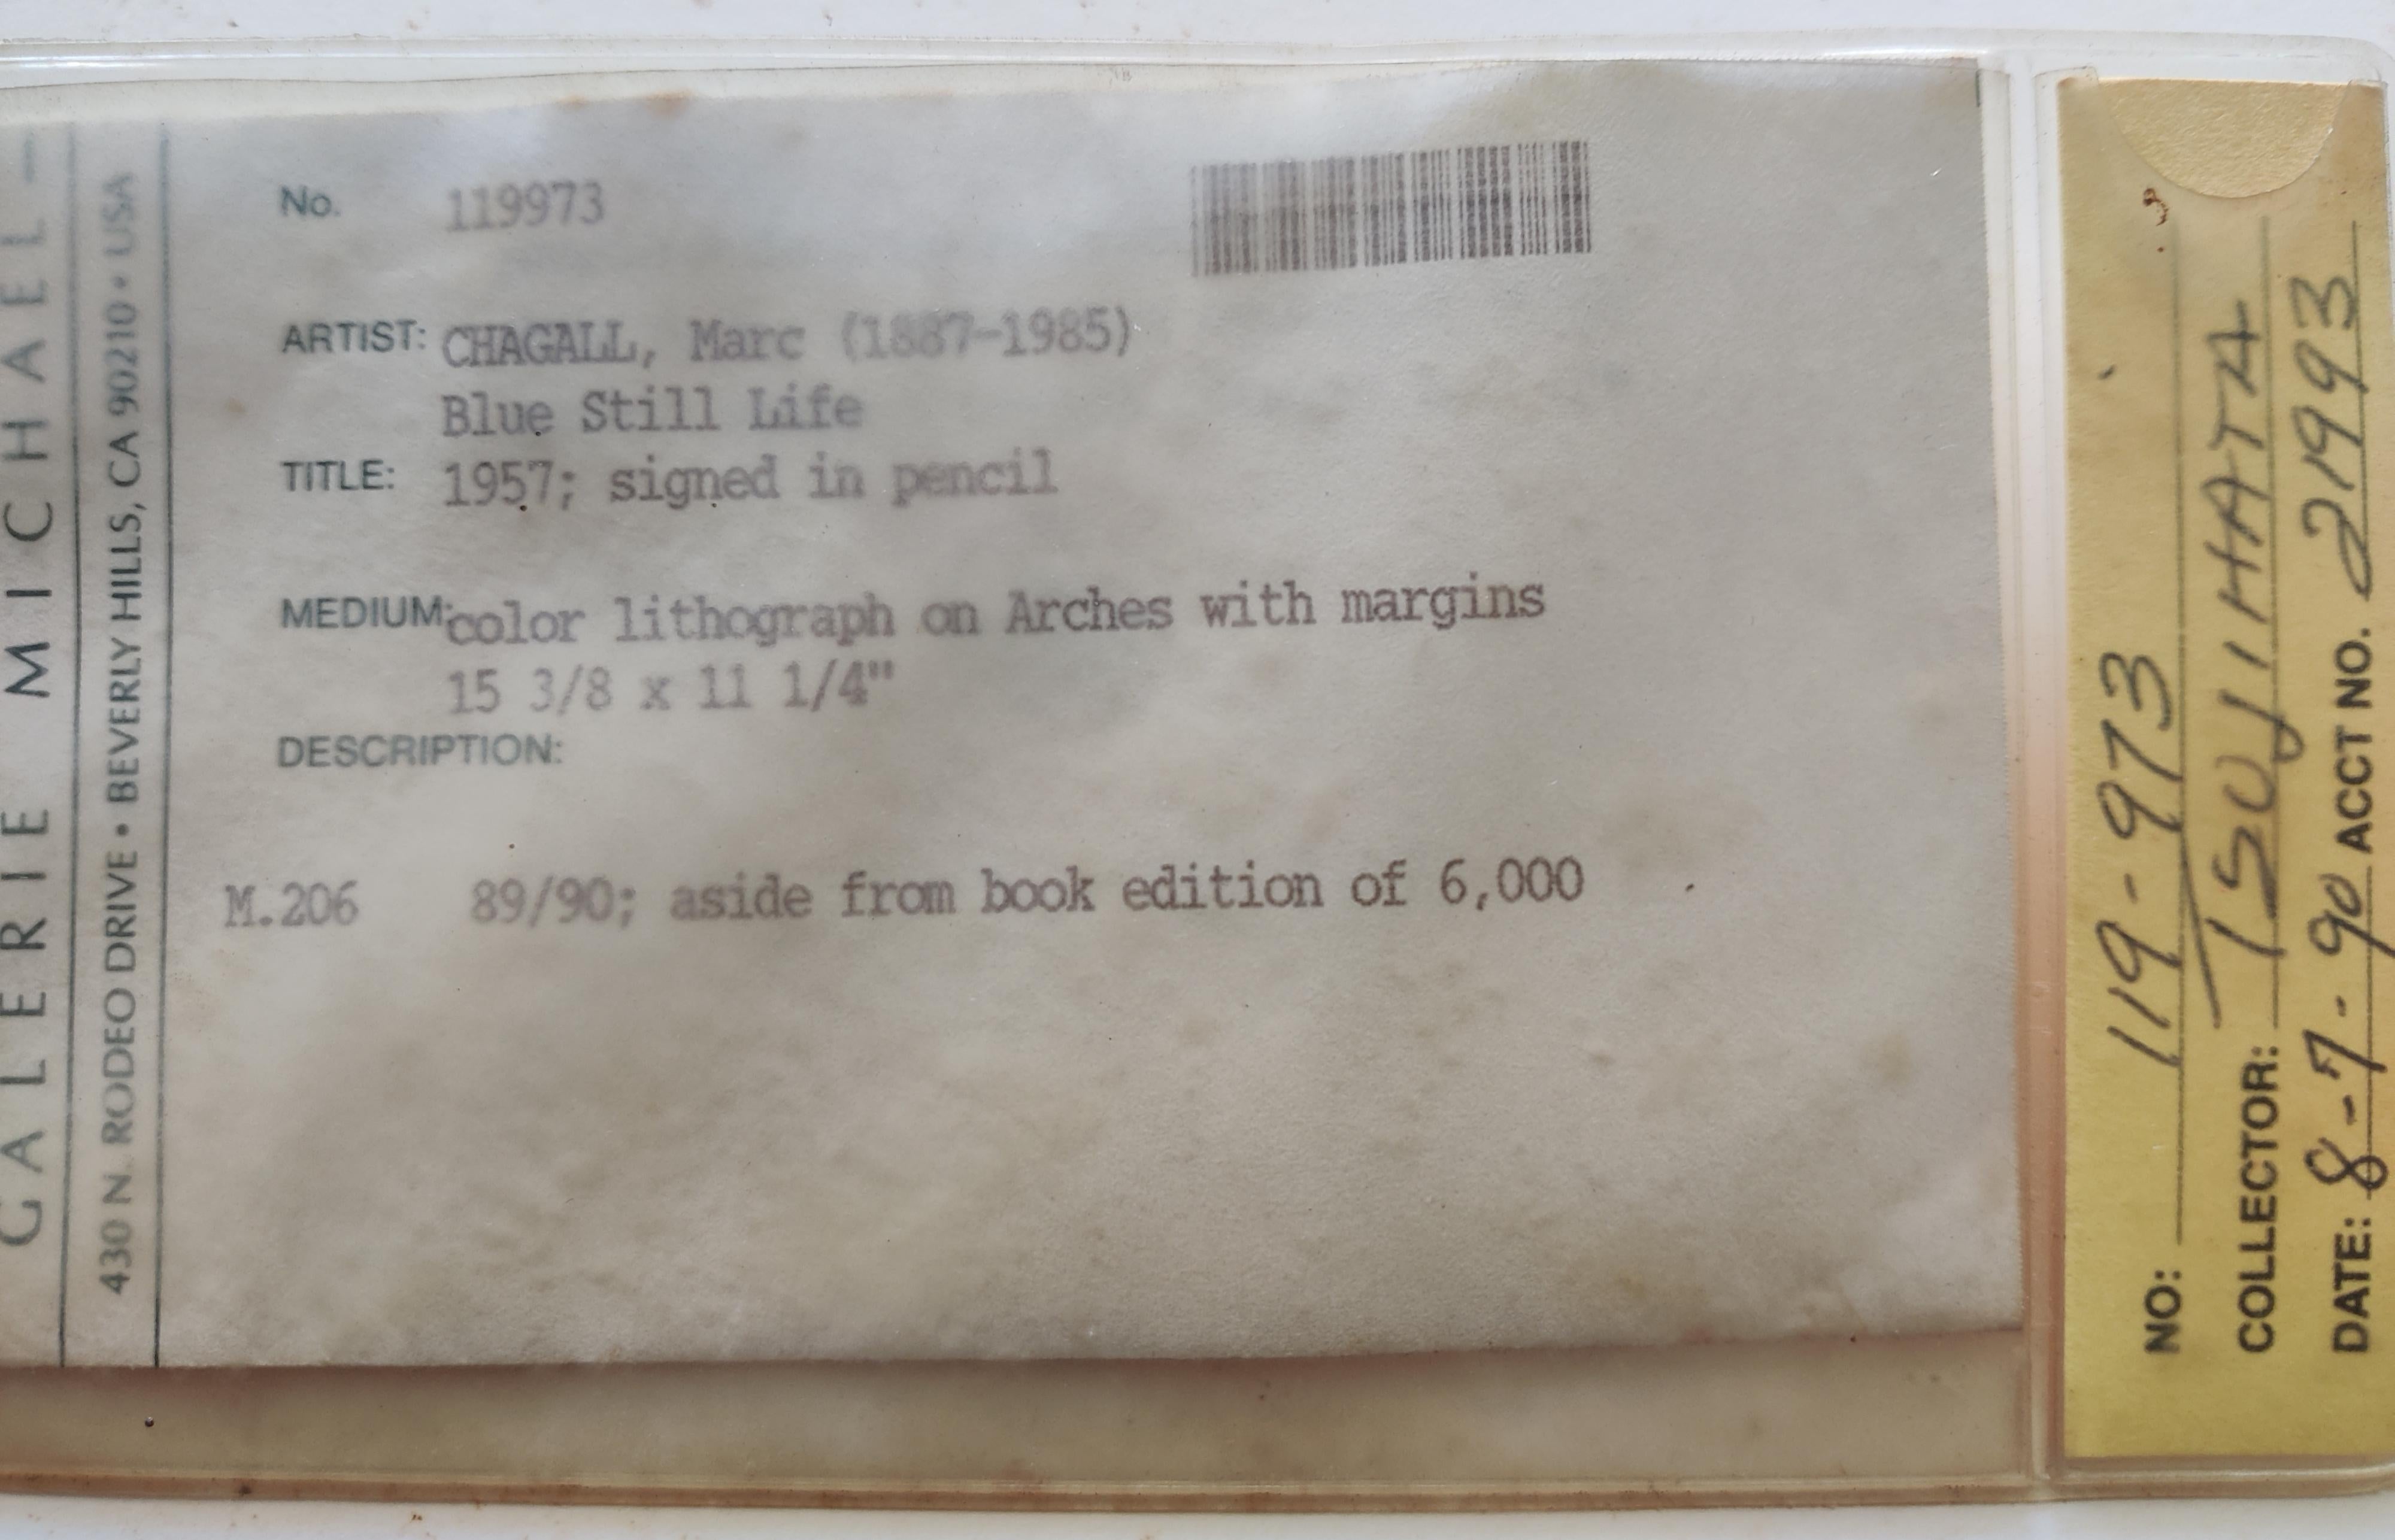 GALERIE MICHAEL
430 N. RODEO DRIVE • BEVERLY HILLS, CA 90210 • USA
No. 119973
ARTIST: CHAGALL, Marc (1887-1985)
Blue Still Life
TITLE: 1957; signed in pencil
MEDIUM: color lithograph on Arches with margins
15 3/8 x 11 1/4"
DESCRIPTION:
M.206 89/90; aside from book edition of 6,000
NO: 119-973
COLLECTOR: TSUJIHATA
DATE: 8-7-90 ACCT NO. 21993